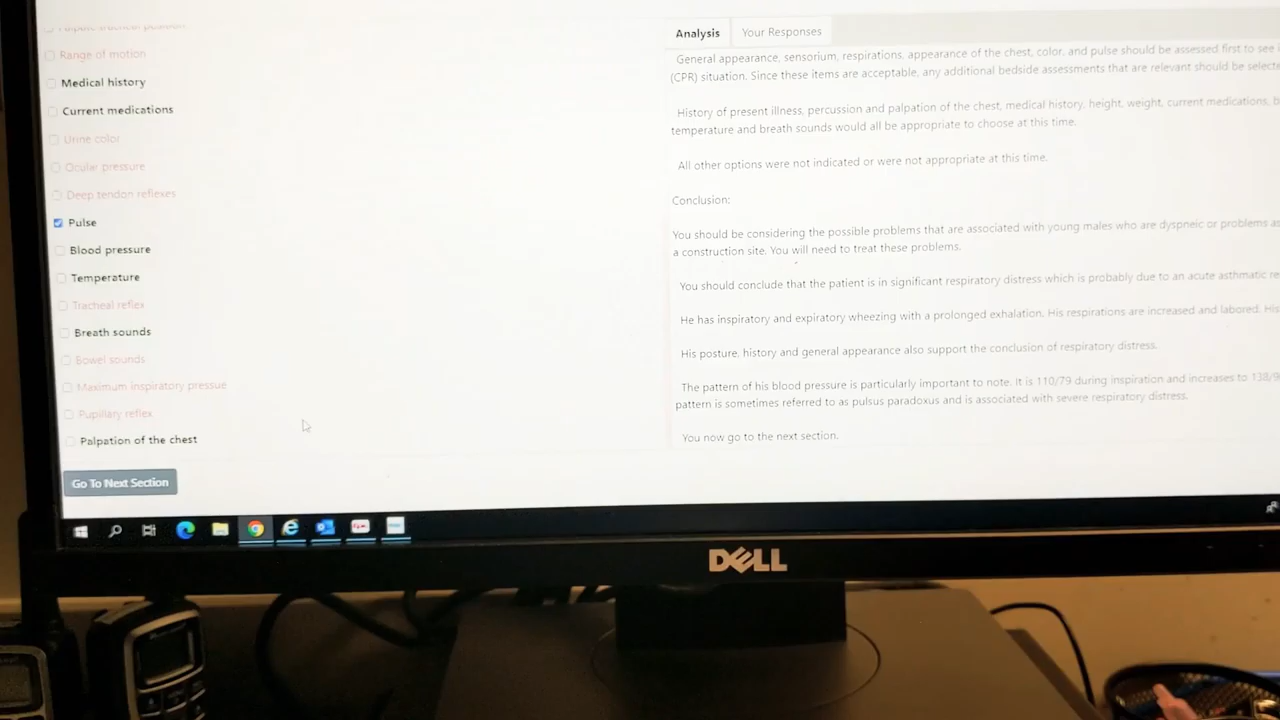 Range of motion
Medical history
Current medications
Urine color
Ocular pressure
Deep tendon reflexes
Pulse
Blood pressure
Temperature
Tracheal reflex
Breath sounds
Bowel sounds
Maximum inspiratory pressue
Pupillary reflex
Palpation of the chest
Go To Next Section
Analysis Your Responses
General appearance, sensorium, respirations, appearance of the chest, color, and pulse should be assessed first to see
(CPR) situation. Since these items are acceptable, any additional bedside assessments that are relevant should be
History of present illness, percussion and palpation of the chest, medical history, height, weight, current medications,
temperature and breath sounds would all be appropriate to choose at this time.
All other options were not indicated or were not appropriate at this time.
Conclusion:
You should be considering the possible problems that are associated with young males who are dyspneic or problems
a construction site. You will need to treat these problems.
You should conclude that the patient is in significant respiratory distress which is probably due to an acute asthmatic
He has inspiratory and expiratory wheezing with a prolonged exhalation. His respirations are increased and labored. His
His posture, history and general appearance also support the conclusion of respiratory distress.
The pattern of his blood pressure is particularly important to note. It is 110/79 during inspiration and increases to
pattern is sometimes referred to as pulsus paradoxus and is associated with severe respiratory distress.
You now go to the next section.
DELL